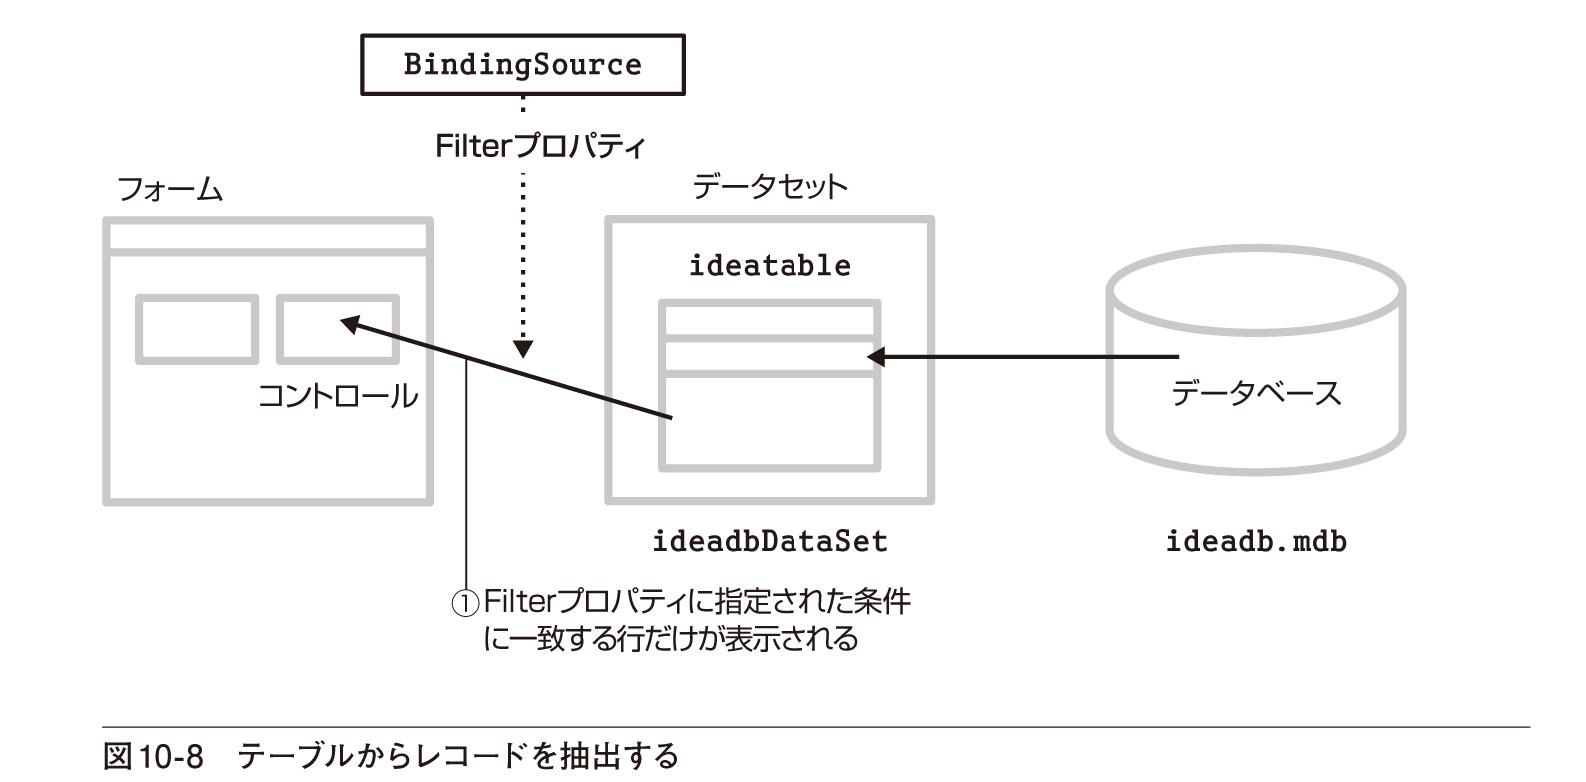 BindingSource
Filterプロパティ
フォーム
データセット
ideatable
コントロール
データベース
ideadbDataSet
ideadb.mdb
①Filterプロパティに指定された条件
に一致する行だけが表示される
図10-8　テーブルからレコードを抽出する